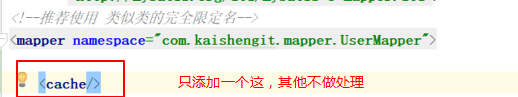 <!--推荐使用 类似类的完全限定名-->
<mapper namespace="com.kaishengit.mapper.UserMapper">
<cache/> 只添加一个这，其他不做处理